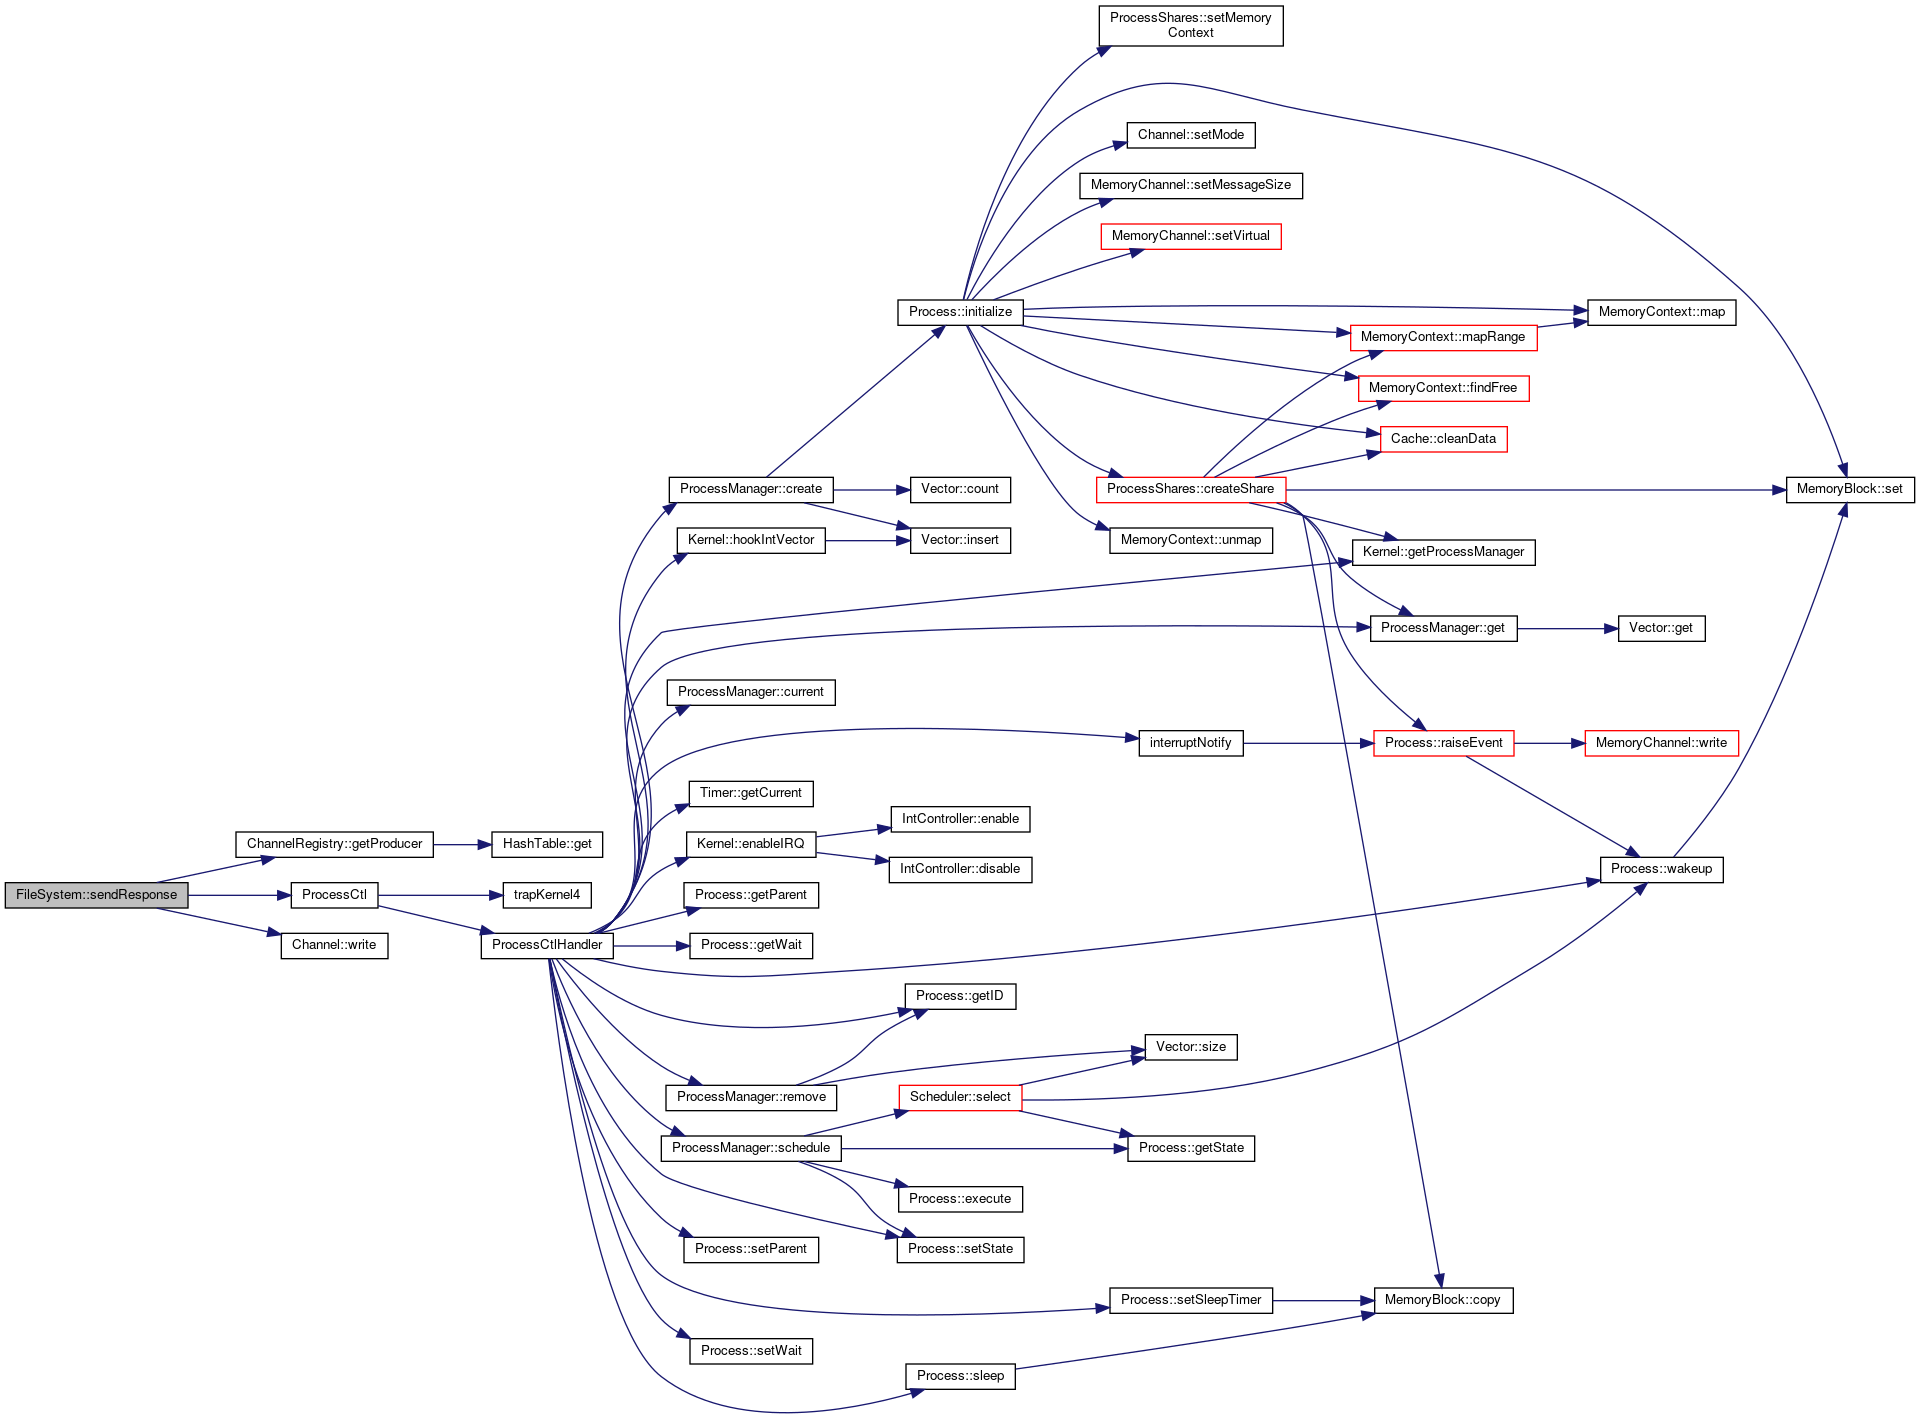 ProcessShares::setMemory
Context
Channel::setMode
MemoryChannel::setMessageSize
MemoryChannel::setVirtual
Process::initialize
MemoryContext::map
MemoryContext::mapRange
MemoryContext::findFree
Cache::cleanData
ProcessManager::create
Vector::count
ProcessShares::createShare
MemoryBlock::set
Kernel::hookIntVector
Vector::insert
MemoryContext::unmap
Kernel::getProcessManager
ProcessManager::get
Vector::get
ProcessManager::current
interruptNotify
Process::raiseEvent
MemoryChannel::write
Timer::getCurrent
IntController::enable
ChannelRegistry::getProducer
HashTable::get
Kernel::enableIRQ
IntController::disable
Process::wakeup
FileSystem::sendResponse
ProcessCtl
trapKernel4
Process::getParent
Channel::write
ProcessCtlHandler
Process::getWait
Process::getID
Vector::size
ProcessManager::remove
Scheduler::select
ProcessManager::schedule
Process::getState
Process::execute
Process::setParent
Process::setState
Process::setSleepTimer
MemoryBlock::copy
Process::setWait
Process::sleep